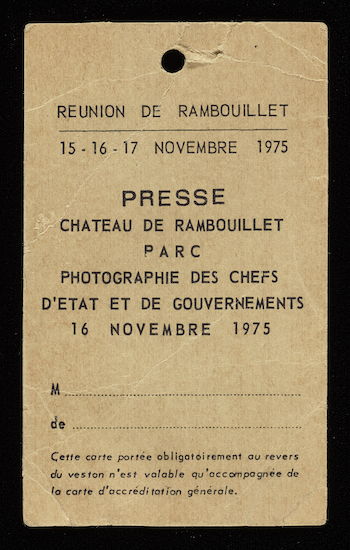 REUNION DE RAMBOUILLET
15 - 16 - 17 NOVEMBRE 1975
PRESSE
CHATEAU DE RAMBOUILLET
PARC
PHOTOGRAPHIE DES CHEFS
D'ETAT ET DE GOUVERNEMENTS
16 NOVEMBRE 1975
M
de
Cette carte portée obligatoirement au revers
du veston n'est valable qu'accompagnée de
la carte d'accréditation générale.